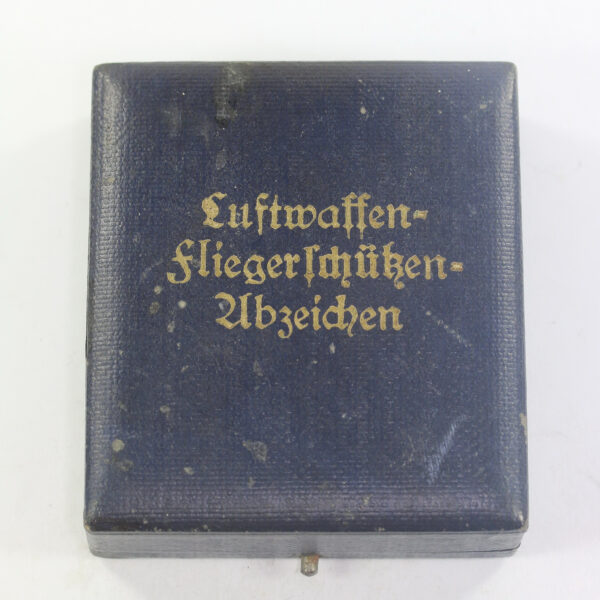 Luftwaffen-
Fliegerschützen-
Abzeichen